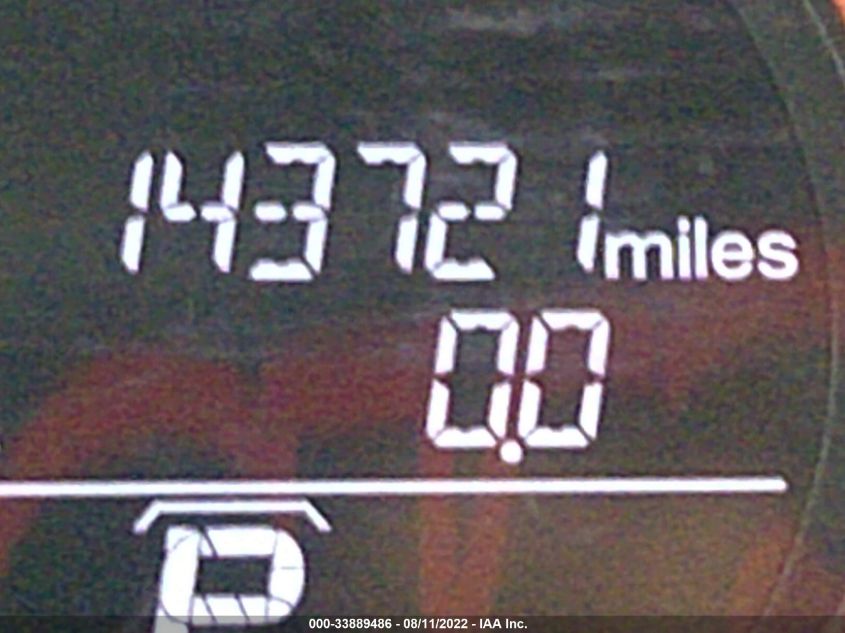 143721 miles
0.0
P
000-33889486 - 08/11/2022 - IAA Inc.